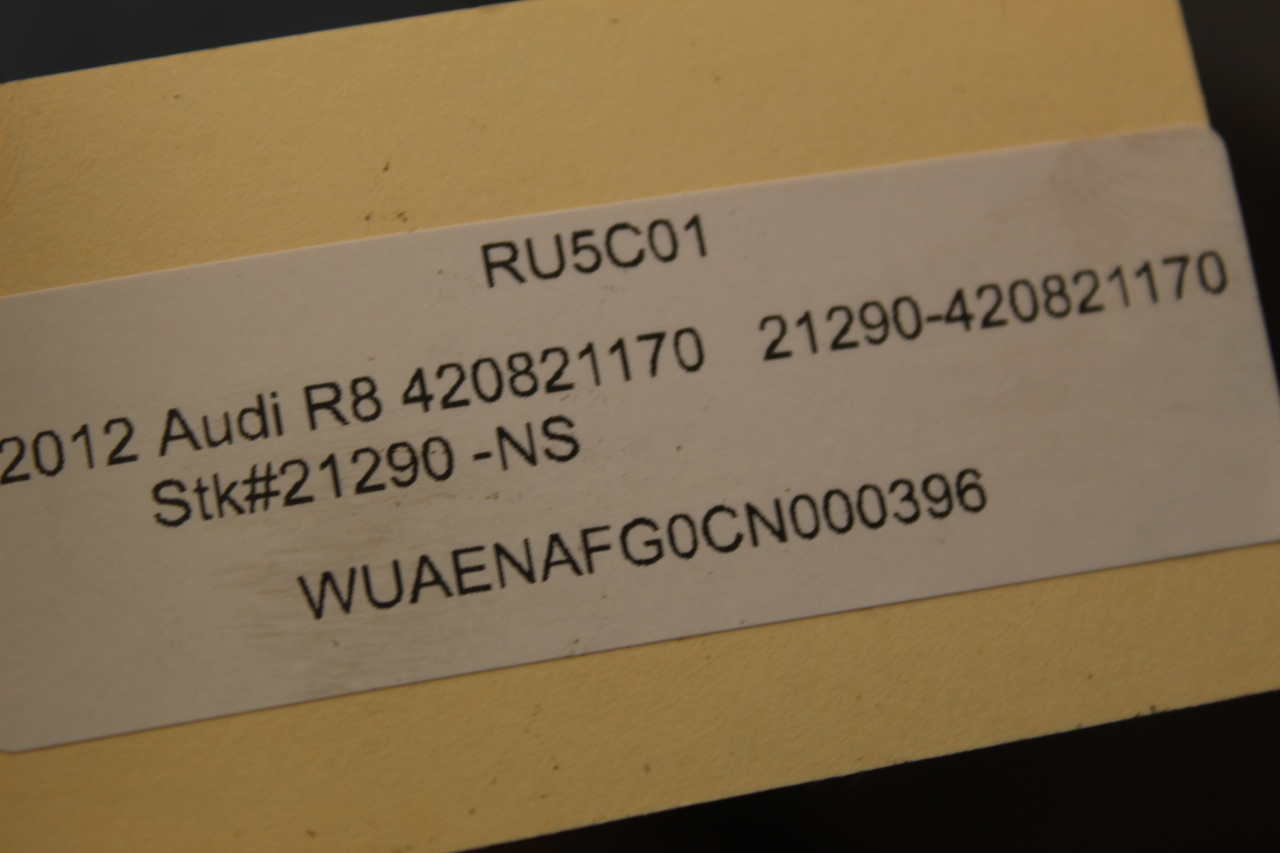 RU5C01
2012 Audi R8 420821170 21290-420821170
Stk#21290 -NS
WUAENAFG0CN000396